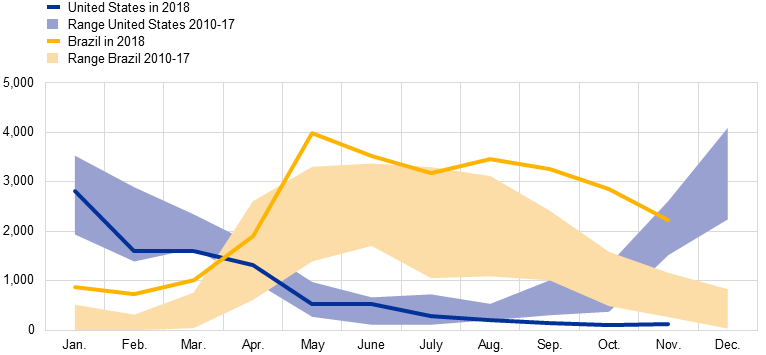 United States in 2018
Range United States 2010-17
Brazil in 2018
Range Brazil 2010-17
5,000
4,000
3,000
2,000
1,000
0
Jan. Feb. Mar. Apr. May June July Aug. Sep. Oct. Nov. Dec.